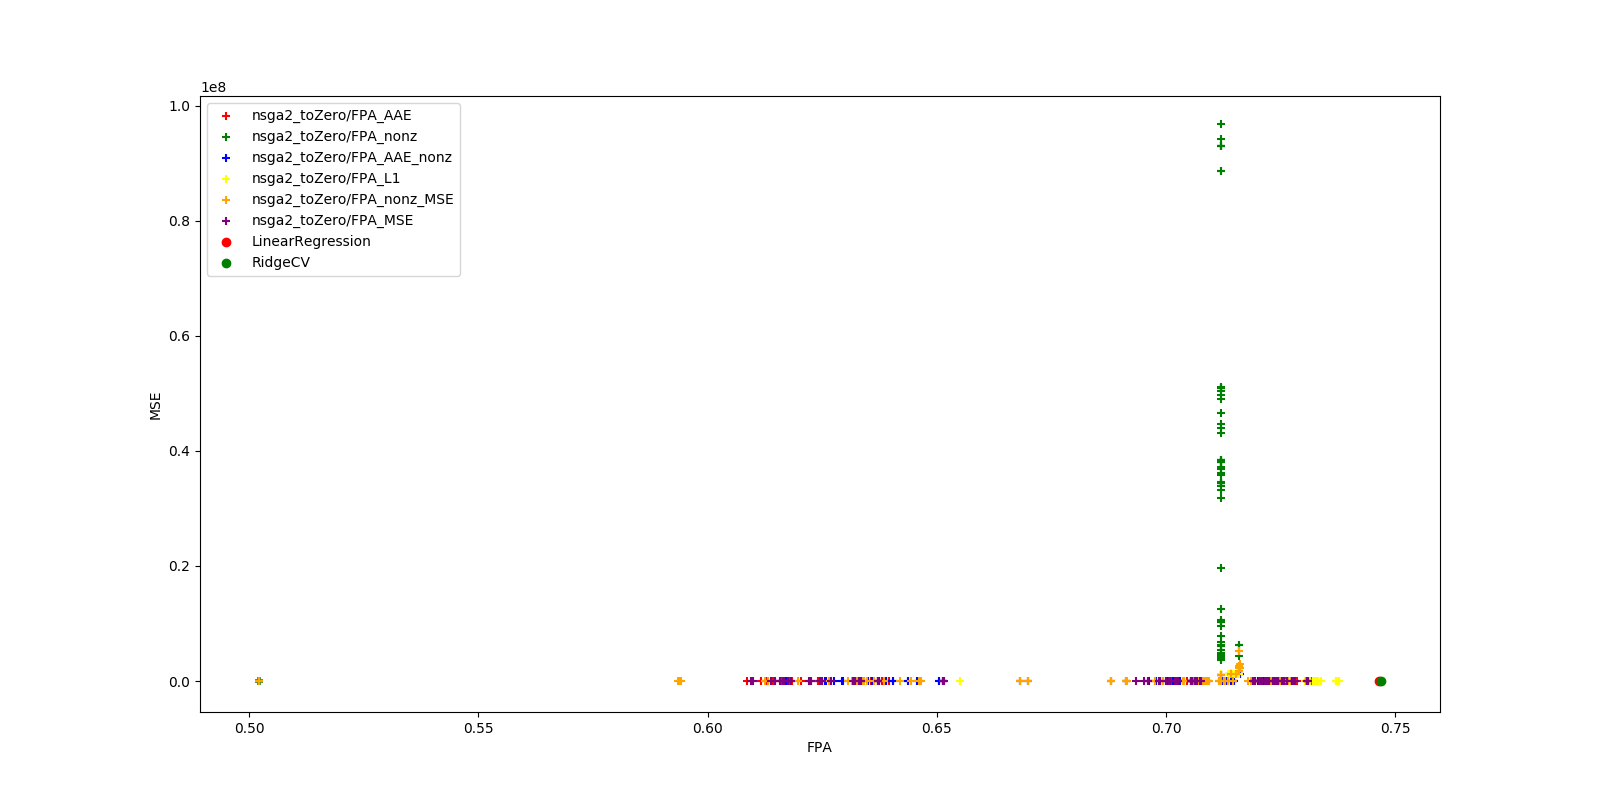 1e8
1.0
0.8
0.6
0.4
0.2
0.0
MSE
nsga2_toZero/FPA_AAE
nsga2_toZero/FPA_nonz
nsga2_toZero/FPA_AAE_nonz
nsga2_toZero/FPA_L1
nsga2_toZero/FPA_nonz_MSE
nsga2_toZero/FPA_MSE
LinearRegression
RidgeCV
0.50 0.55 0.60 0.65 0.70 0.75
FPA